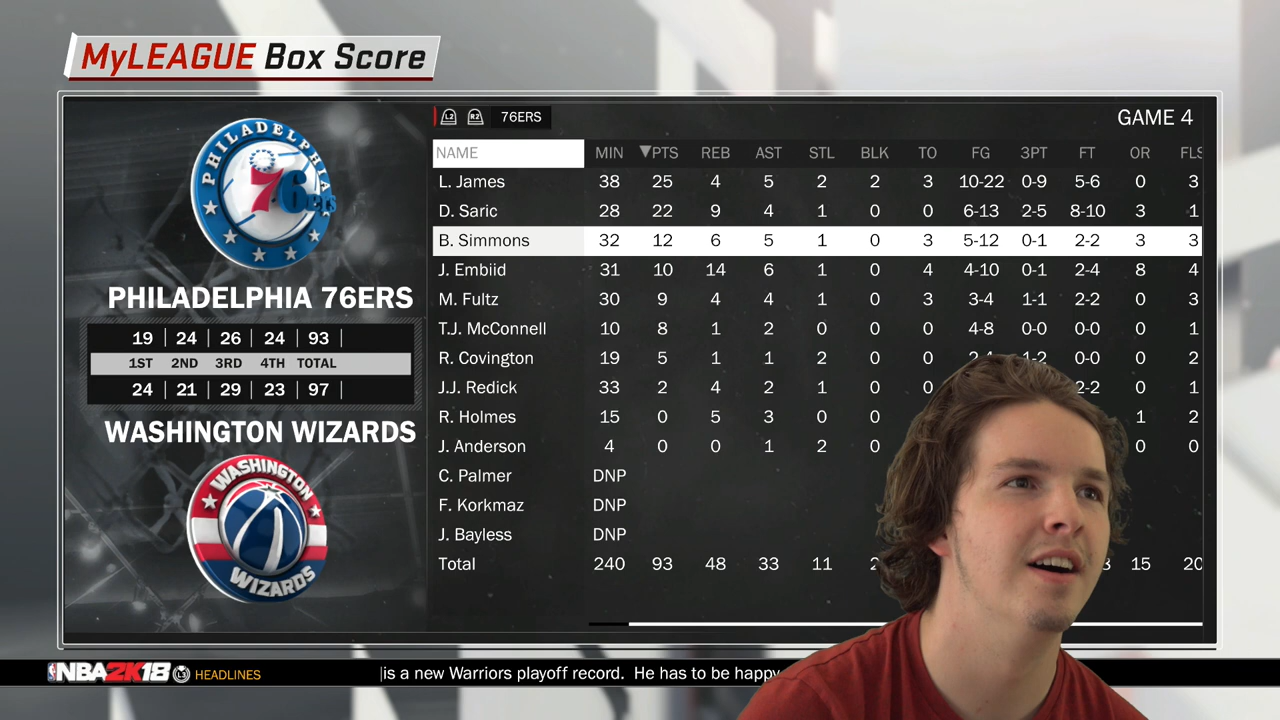 MyLEAGUE Box Score
L2 R2 76ERS GAME 4
NAME MIN PTS REB AST STL BLK TO FG 3PT FT OR FLS
L. James 38 25 4 5 2 2 3 10-22 0-9 5-6 0 3
D. Saric 28 22 9 4 1 0 0 6-13 2-5 8-10 3 1
B. Simmons 32 12 6 5 1 0 3 5-12 0-1 2-2 3 3
J. Embiid 31 10 14 6 1 0 4 4-10 0-1 2-4 8 4
M. Fultz 30 9 4 4 1 0 3 3-4 1-1 2-2 0 3
T.J. McConnell 10 8 1 2 0 0 0 4-8 0-0 0-0 0 1
R. Covington 19 5 1 1 2 0 0 0-0 0 2
J.J. Redick 33 2 4 2 1 0 0 2-2 0 1
R. Holmes 15 0 5 3 0 0 1 2
J. Anderson 4 0 0 1 2 0 0 0
C. Palmer DNP
F. Korkmaz DNP
J. Bayless DNP
Total 240 93 48 33 11 15 20
PHILADELPHIA 76ers
PHILADELPHIA 76ERS
19 24 26 24 93
1ST 2ND 3RD 4TH TOTAL
24 21 29 23 97
WASHINGTON WIZARDS
WASHINGTON
WIZARDS
NBA 2K18 HEADLINES is a new Warriors playoff record. He has to be happy